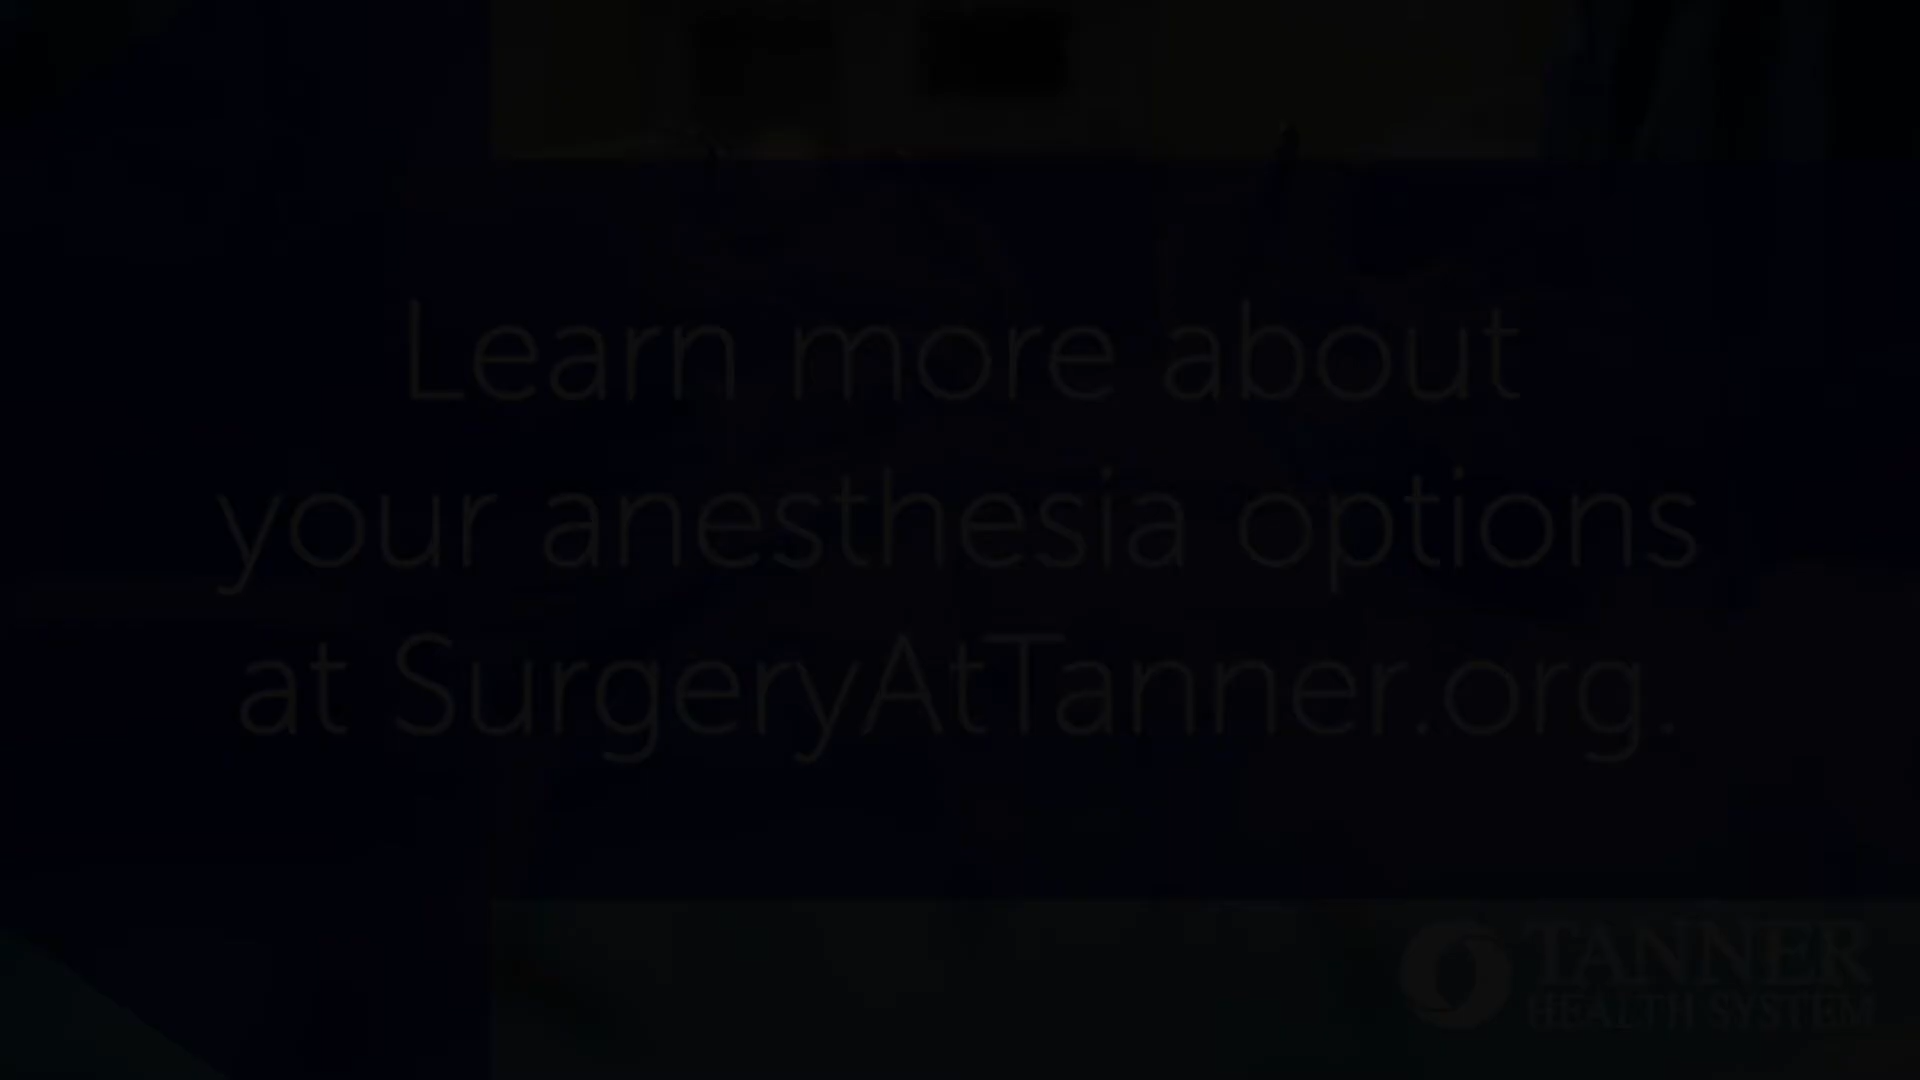 Learn more about
your anesthesia options
at SurgeryAtTanner.org.
TANNER
HEALTH SYSTEM